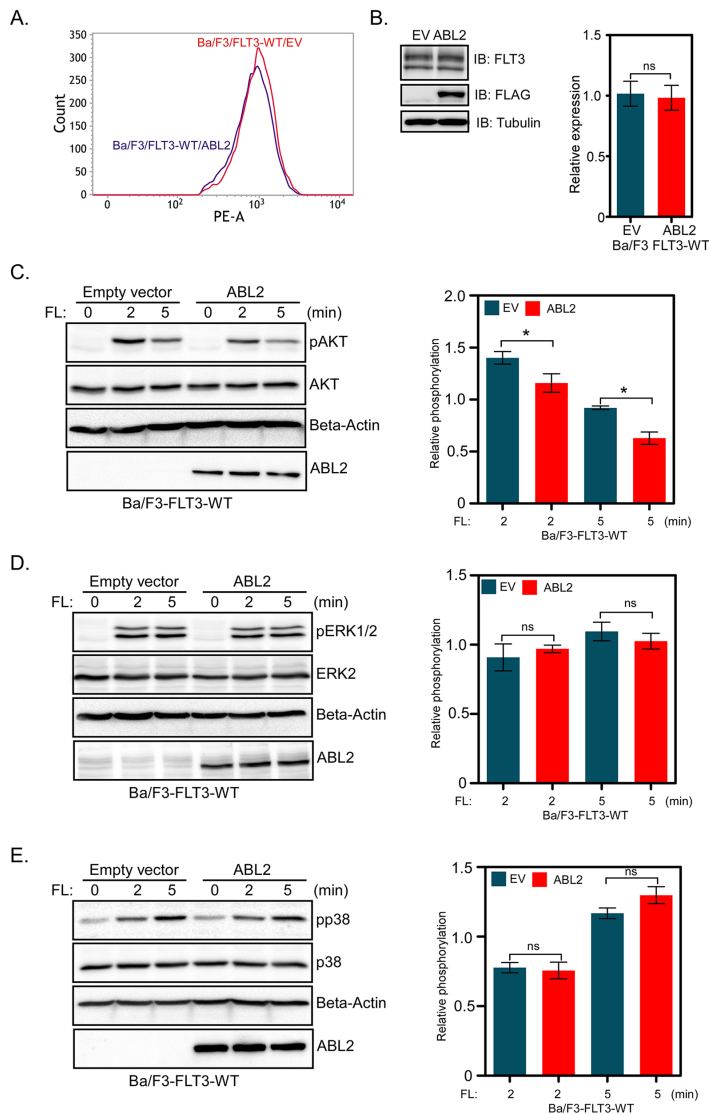 A.
Ba/F3/FLT3-WT/EV
Ba/F3/FLT3-WT/ABL2
Count
350
300
250
200
150
100
50
0
0 10² 10³ 10⁴
PE-A
B.
EV ABL2
IB: FLT3
IB: FLAG
IB: Tubulin
Relative expression
1.5
1.0
0.5
0
ns
EV ABL2
Ba/F3 FLT3-WT
C.
Empty vector ABL2
FL: 0 2 5 0 2 5 (min)
pAKT
AKT
Beta-Actin
ABL2
Ba/F3-FLT3-WT
Relative phosphorylation
2.0
1.5
1.0
0.5
0
EV ABL2
*
*
FL: 2 2 5 5 (min)
Ba/F3-FLT3-WT
D.
Empty vector ABL2
FL: 0 2 5 0 2 5 (min)
pERK1/2
ERK2
Beta-Actin
ABL2
Ba/F3-FLT3-WT
Relative phosphorylation
1.5
1.0
0.5
0
EV ABL2
ns
ns
FL: 2 2 5 5 (min)
Ba/F3-FLT3-WT
E.
Empty vector ABL2
FL: 0 2 5 0 2 5 (min)
pp38
p38
Beta-Actin
ABL2
Ba/F3-FLT3-WT
Relative phosphorylation
1.5
1.0
0.5
0
EV ABL2
ns
ns
FL: 2 2 5 5 (min)
Ba/F3-FLT3-WT